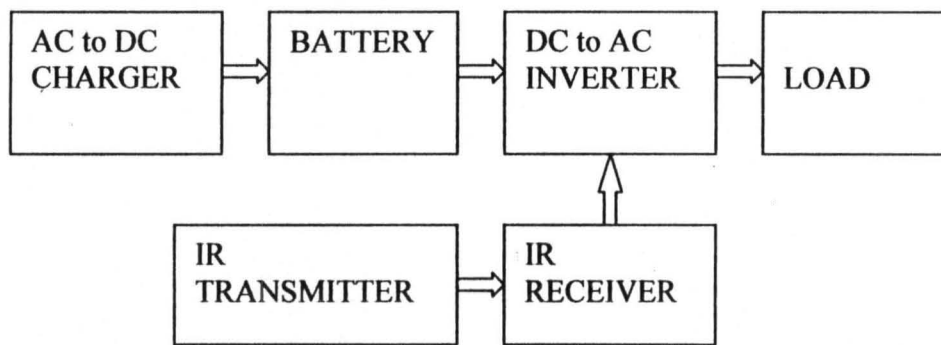 AC to DC
CHARGER
BATTERY
DC to AC
INVERTER
LOAD
IR
TRANSMITTER
IR
RECEIVER